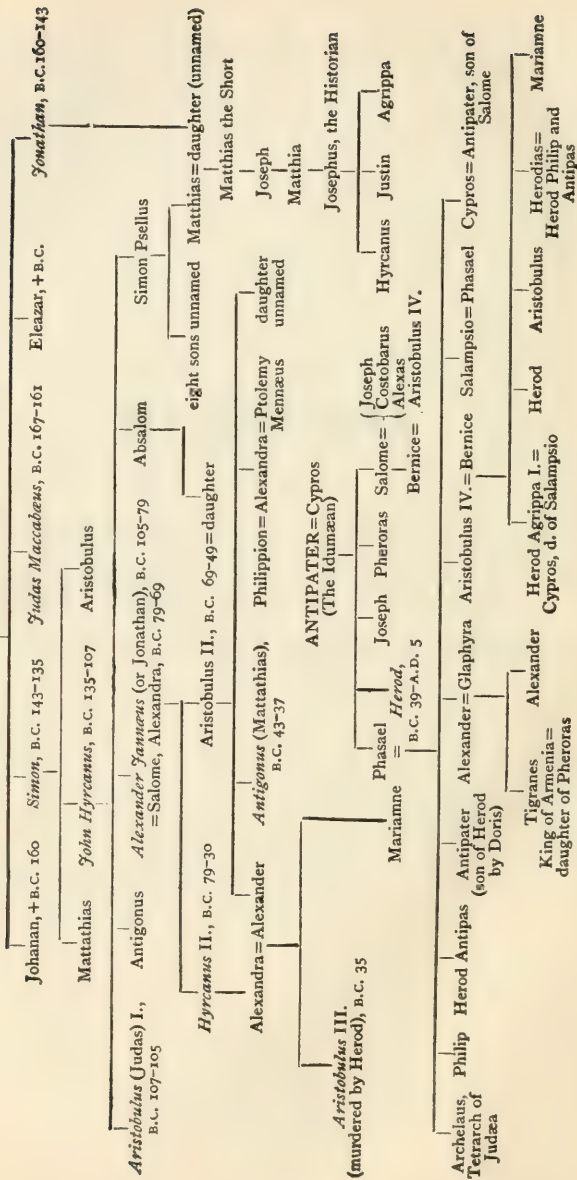 Johanan, + B.C. 160
Simon, B.C. 143-135
Judas Maccabæus, B.C. 167-161
Eleazar, + B.C.
Jonathan, B.C. 160-143
Mattathias
John Hyrcanus, B.C. 135-107
Aristobulus
Aristobulus (Judas) I.,
B.C. 107-105
Antigonus
Alexander Jannæus (or Jonathan), B.C. 105-79
=Salome, Alexandra, B.C. 79-69
Absalom
Simon Psellus
Hyrcanus II., B.C. 79-30
Aristobulus II., B.C. 69-49=daughter
eight sons unnamed
Matthias=daughter (unnamed)
Matthias the Short
Joseph
Matthia
Josephus, the Historian
Hyrcanus
Justin
Agrippa
Alexandra=Alexander
Antigonus (Mattathias),
B.C. 43-37
Philippion=Alexandra=Ptolemy
Mennæus
daughter
unnamed
Aristobulus III.
(murdered by Herod), B.C. 35
ANTIPATER=Cypros
(The Idumæan)
Mariamne
=
Phasael
Herod,
B.C. 39-A.D. 5
Joseph
Pheroras
Salome=
Joseph
Costobarus
Alexas
Bernice=
Aristobulus IV.
Archelaus,
Tetrarch of
Judæa
Philip
Herod Antipas
Antipater
(son of Herod
by Doris)
Alexander=Glaphyra
Aristobulus IV.=Bernice
Salampsio=Phasael
Cypros=Antipater, son of
Salome
Tigranes
King of Armenia=
daughter of Pheroras
Alexander
Herod Agrippa I.=
Cypros, d. of Salampsio
Herod
Aristobulus
Herodias=
Herod Philip and
Antipas
Mariamne